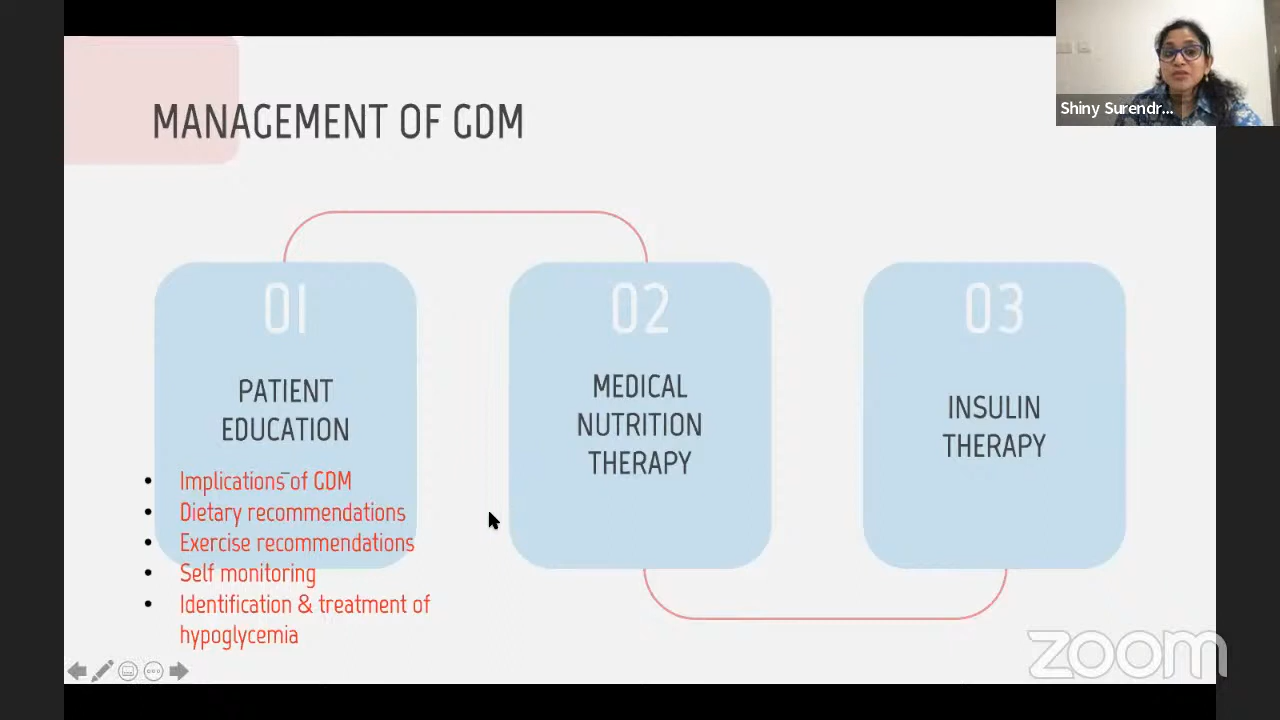 Shiny Surendr...
MANAGEMENT OF GDM
01
PATIENT
EDUCATION
–
• Implications of GDM
• Dietary recommendations
• Exercise recommendations
• Self monitoring
• Identification & treatment of
hypoglycemia
02
MEDICAL
NUTRITION
THERAPY
03
INSULIN
THERAPY
zoom